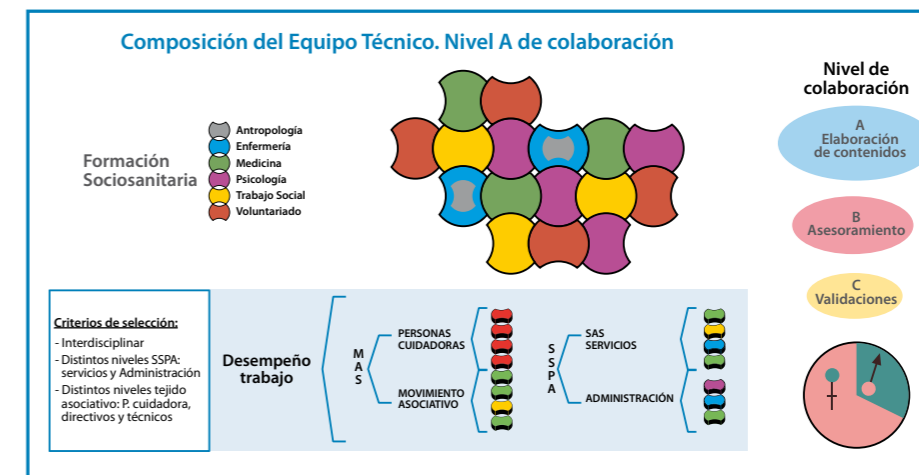 Composición del Equipo Técnico. Nivel A de colaboración
Formación
Sociosanitaria
Antropología
Enfermería
Medicina
Psicología
Trabajo Social
Voluntariado
Criterios de selección:
- Interdisciplinar
- Distintos niveles SSPA:
servicios y Administración
- Distintos niveles tejido
asociativo: P. cuidadora,
directivos y técnicos
Desempeño
trabajo
M
A
S
PERSONAS
CUIDADORAS
MOVIMIENTO
ASOCIATIVO
S
S
P
A
SAS
SERVICIOS
ADMINISTRACIÓN
Nivel de
colaboración
A
Elaboración
de contenidos
B
Asesoramiento
C
Validaciones